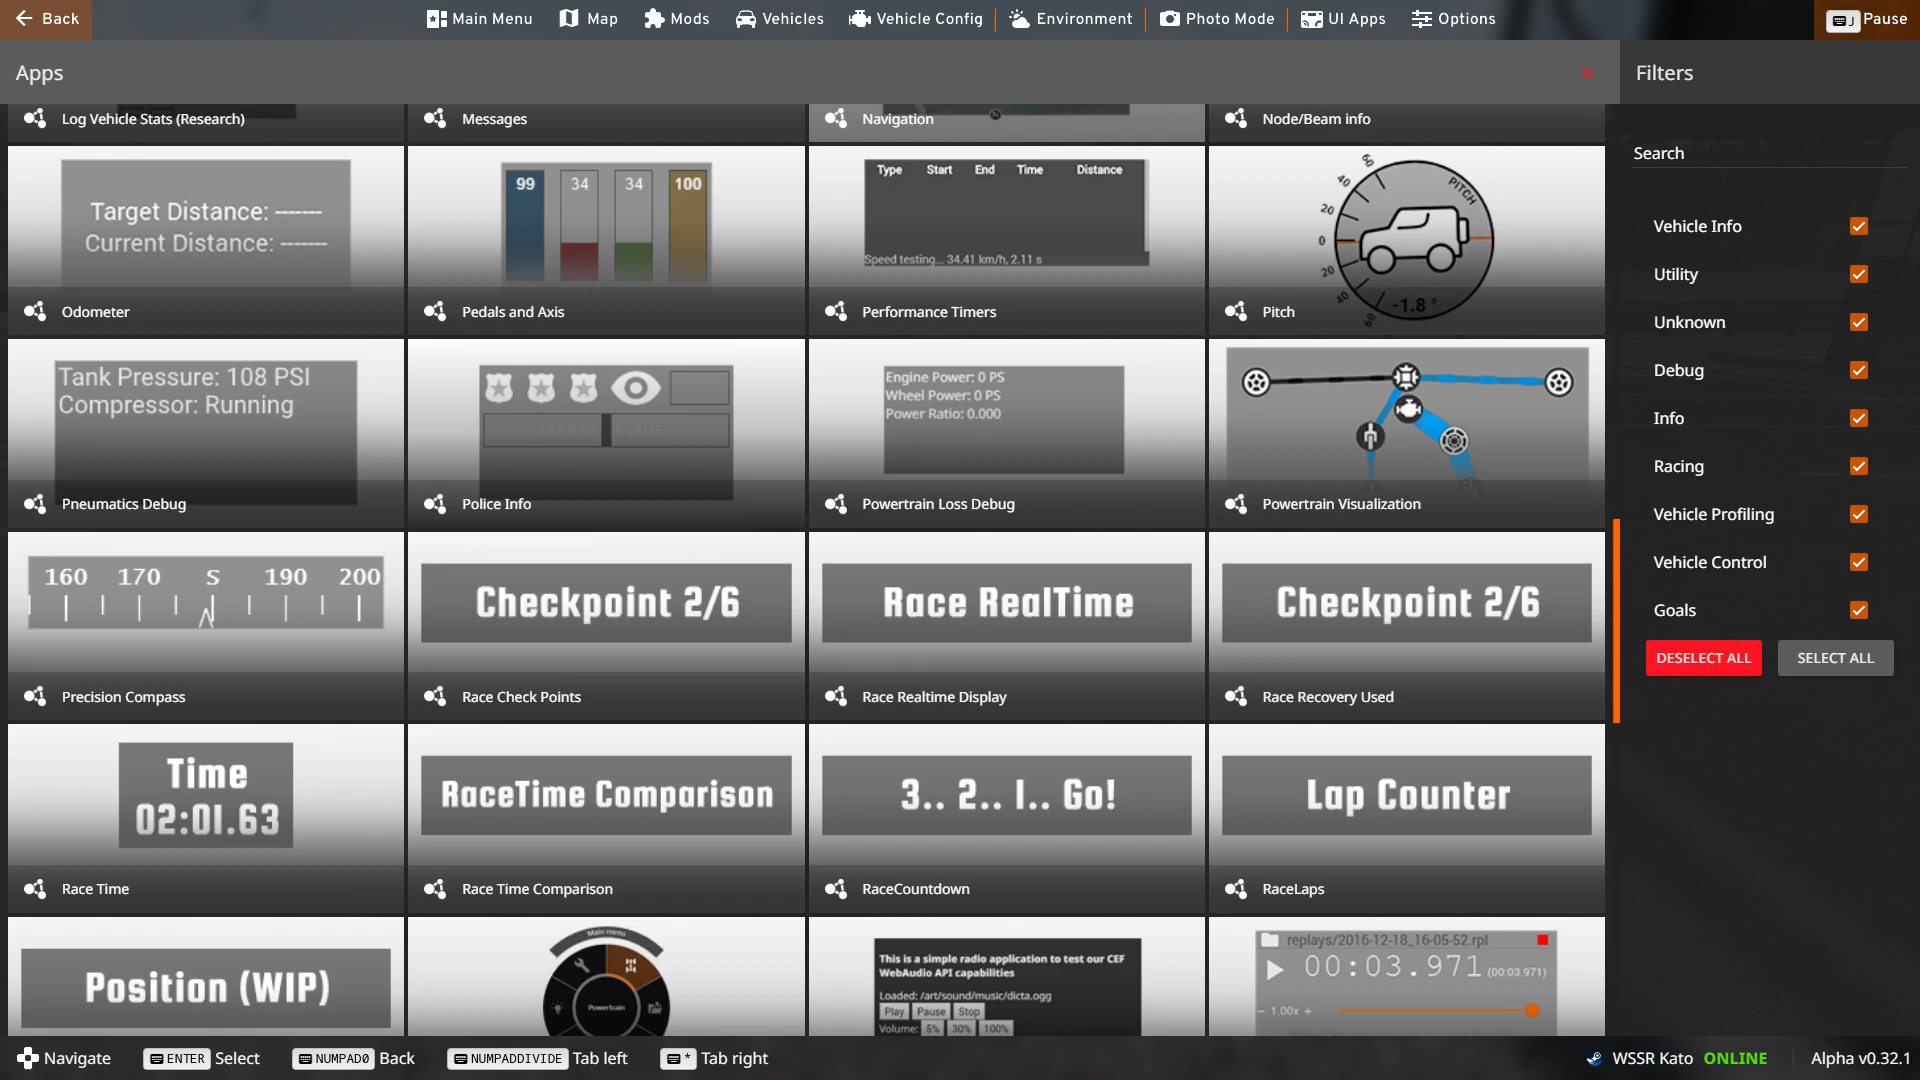 Back
Main Menu
Map
Mods
Vehicles
Vehicle Config
Environment
Photo Mode
UI Apps
Options
J Pause
Apps
Filters
Log Vehicle Stats (Research)
Messages
Navigation
Node/Beam info
Search
Target Distance: -------
Current Distance: -------
Odometer
99 34 34 100
Pedals and Axis
Type Start End Time Distance
Speed testing... 34.41 km/h, 2.11 s
Performance Timers
60
40
20
0
20
40
60
PITCH
-1.8 °
Pitch
Vehicle Info
Utility
Unknown
Debug
Info
Racing
Vehicle Profiling
Vehicle Control
Goals
DESELECT ALL
SELECT ALL
Tank Pressure: 108 PSI
Compressor: Running
Pneumatics Debug
ARREST EVADE
Police Info
Engine Power: 0 PS
Wheel Power: 0 PS
Power Ratio: 0.000
Powertrain Loss Debug
Powertrain Visualization
160 170 S 190 200
Precision Compass
Checkpoint 2/6
Race Check Points
Race RealTime
Race Realtime Display
Checkpoint 2/6
Race Recovery Used
Time
02:01.63
Race Time
RaceTime Comparison
Race Time Comparison
3.. 2.. 1.. Go!
RaceCountdown
Lap Counter
RaceLaps
Position (WIP)
Main menu
Powertrain
This is a simple radio application to test our CEF
WebAudio API capabilities
Loaded: /art/sound/music/dicta.ogg
Play Pause Stop
Volume: 5% 30% 100%
replays/2016-12-18_16-05-52.rpl
00:03.971 (00:03.971)
- 1.00x +
Navigate
ENTER Select
NUMPAD0 Back
NUMPADDIVIDE Tab left
* Tab right
WSSR Kato ONLINE
Alpha v0.32.1